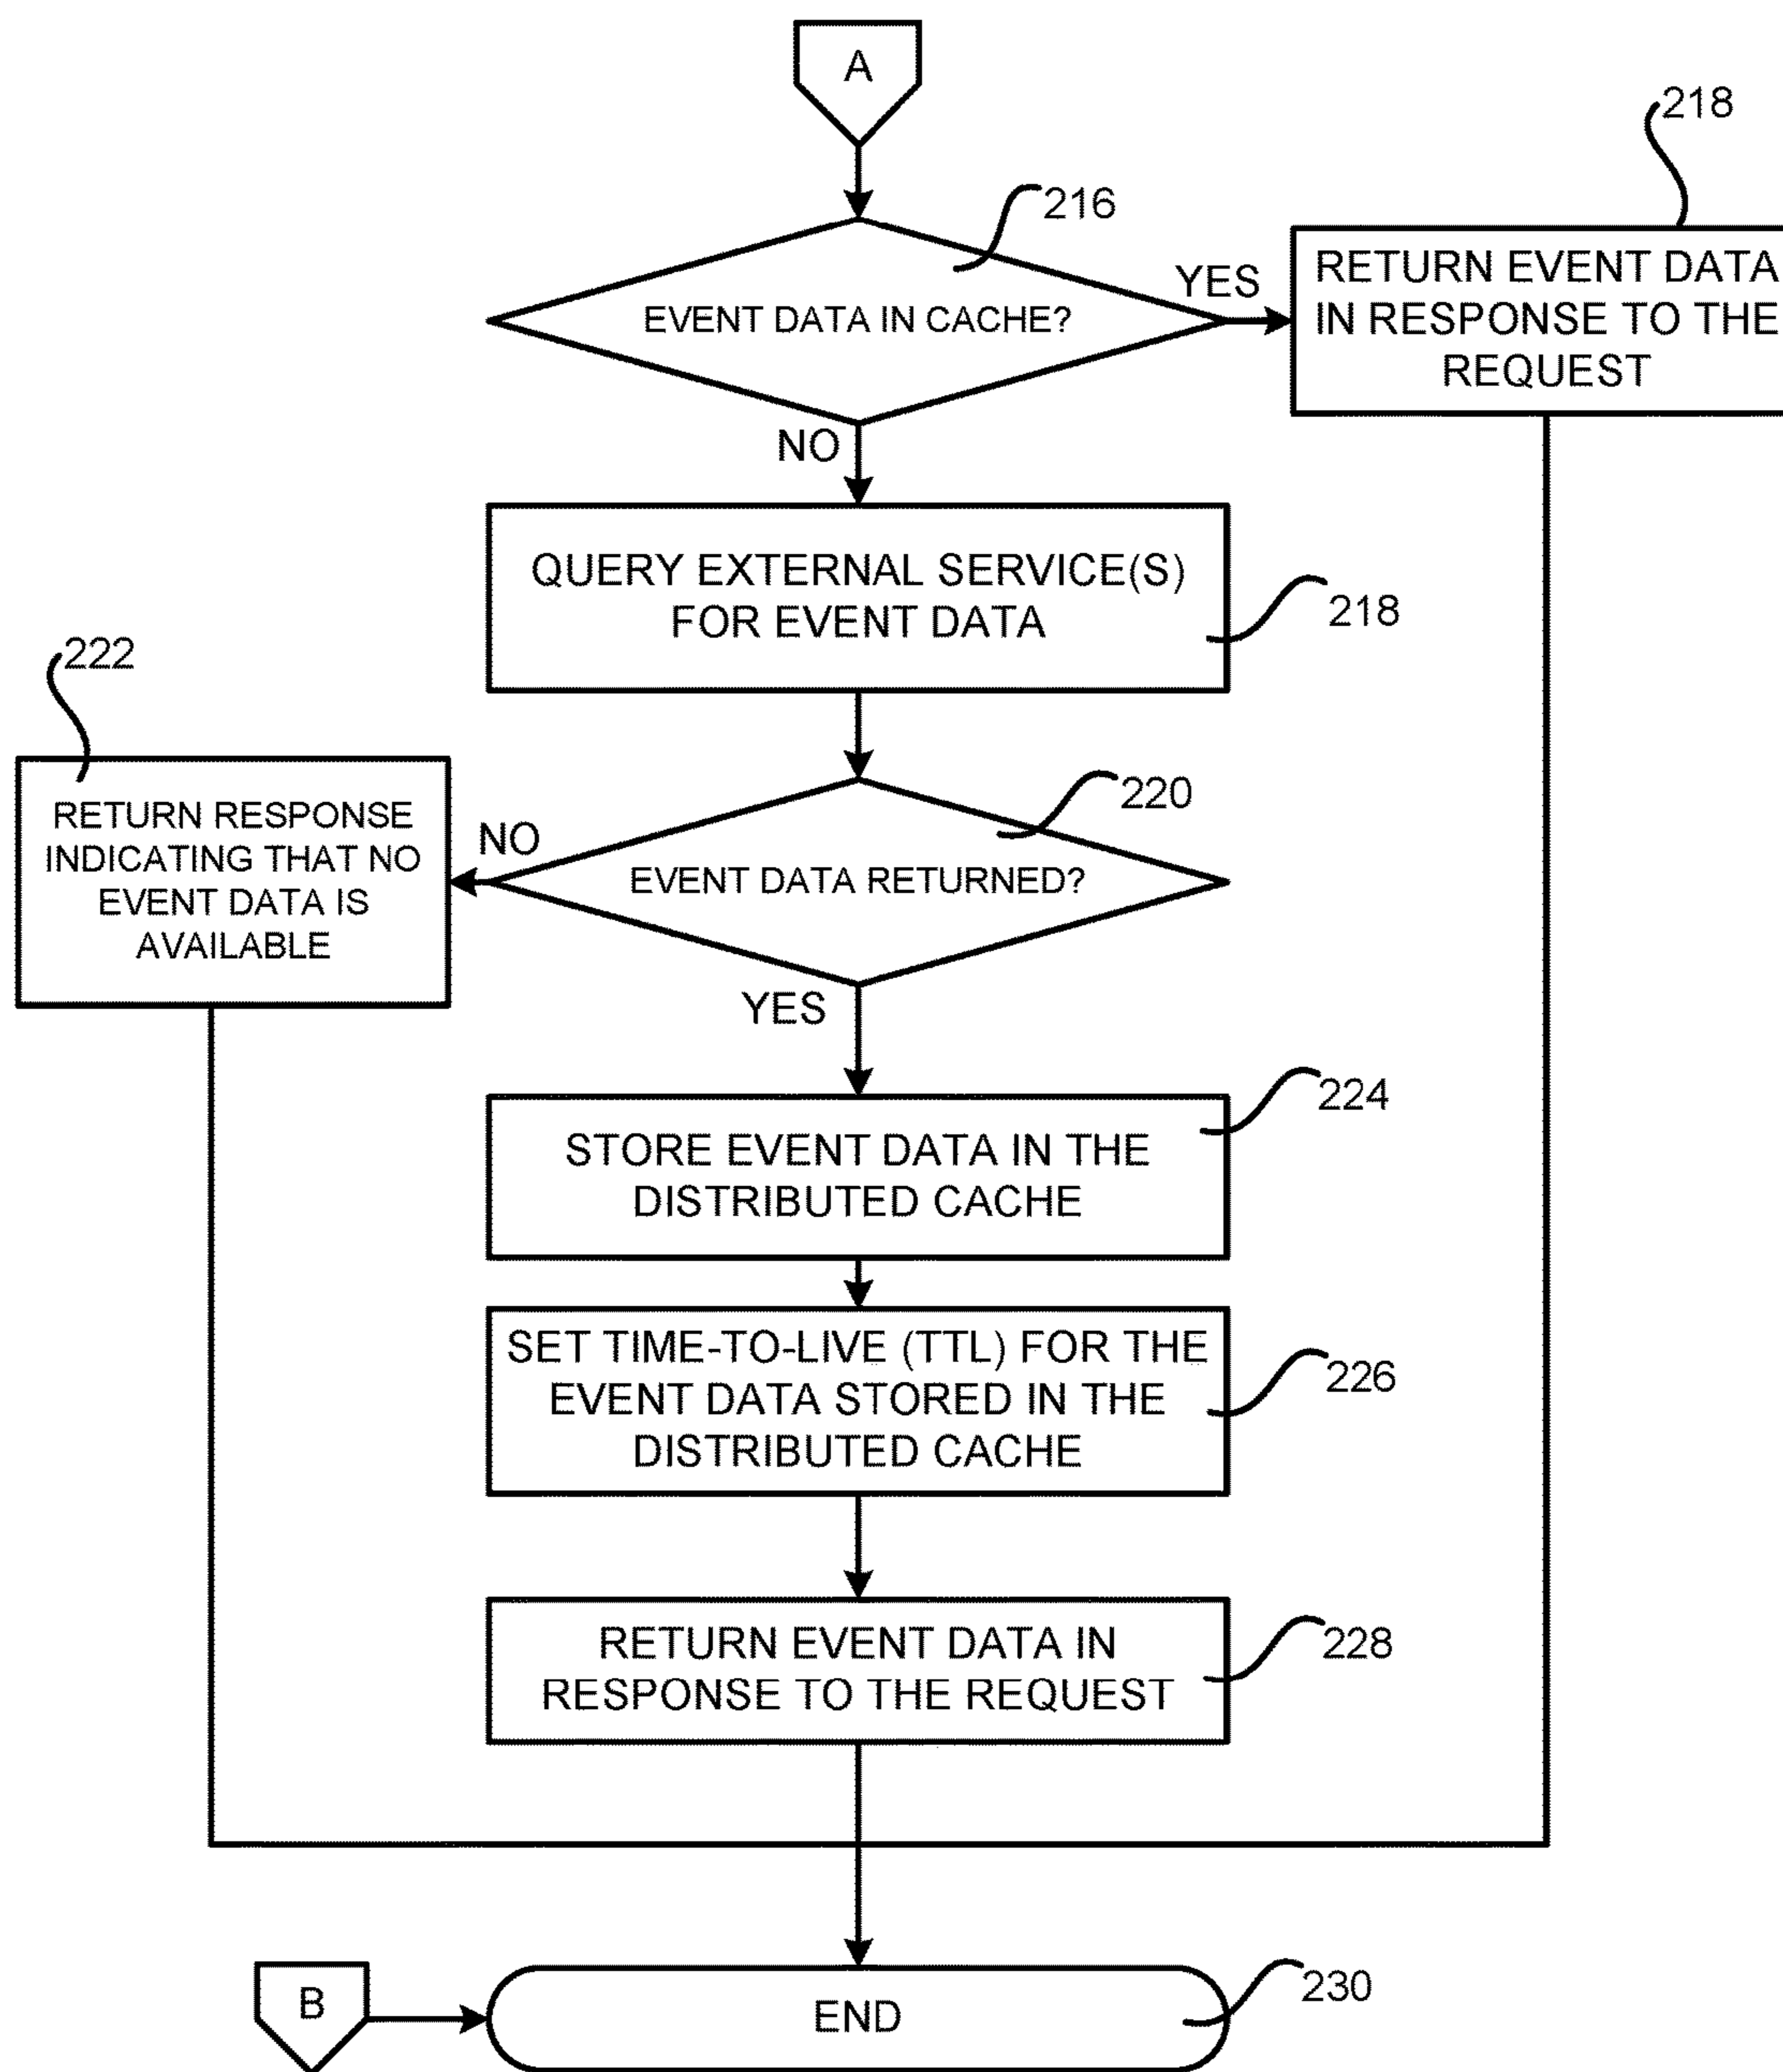 A
218
216
YES
RETURN EVENT DATA
IN RESPONSE TO THE
REQUEST
EVENT DATA IN CACHE?
NO
QUERY EXTERNAL SERVICE(S)
FOR EVENT DATA
218
222
RETURN RESPONSE
INDICATING THAT NO
EVENT DATA IS
AVAILABLE
NO
220
EVENT DATA RETURNED?
YES
224
STORE EVENT DATA IN THE
DISTRIBUTED CACHE
SET TIME-TO-LIVE (TTL) FOR THE
EVENT DATA STORED IN THE
DISTRIBUTED CACHE
226
RETURN EVENT DATA IN
RESPONSE TO THE REQUEST
228
B
END
230